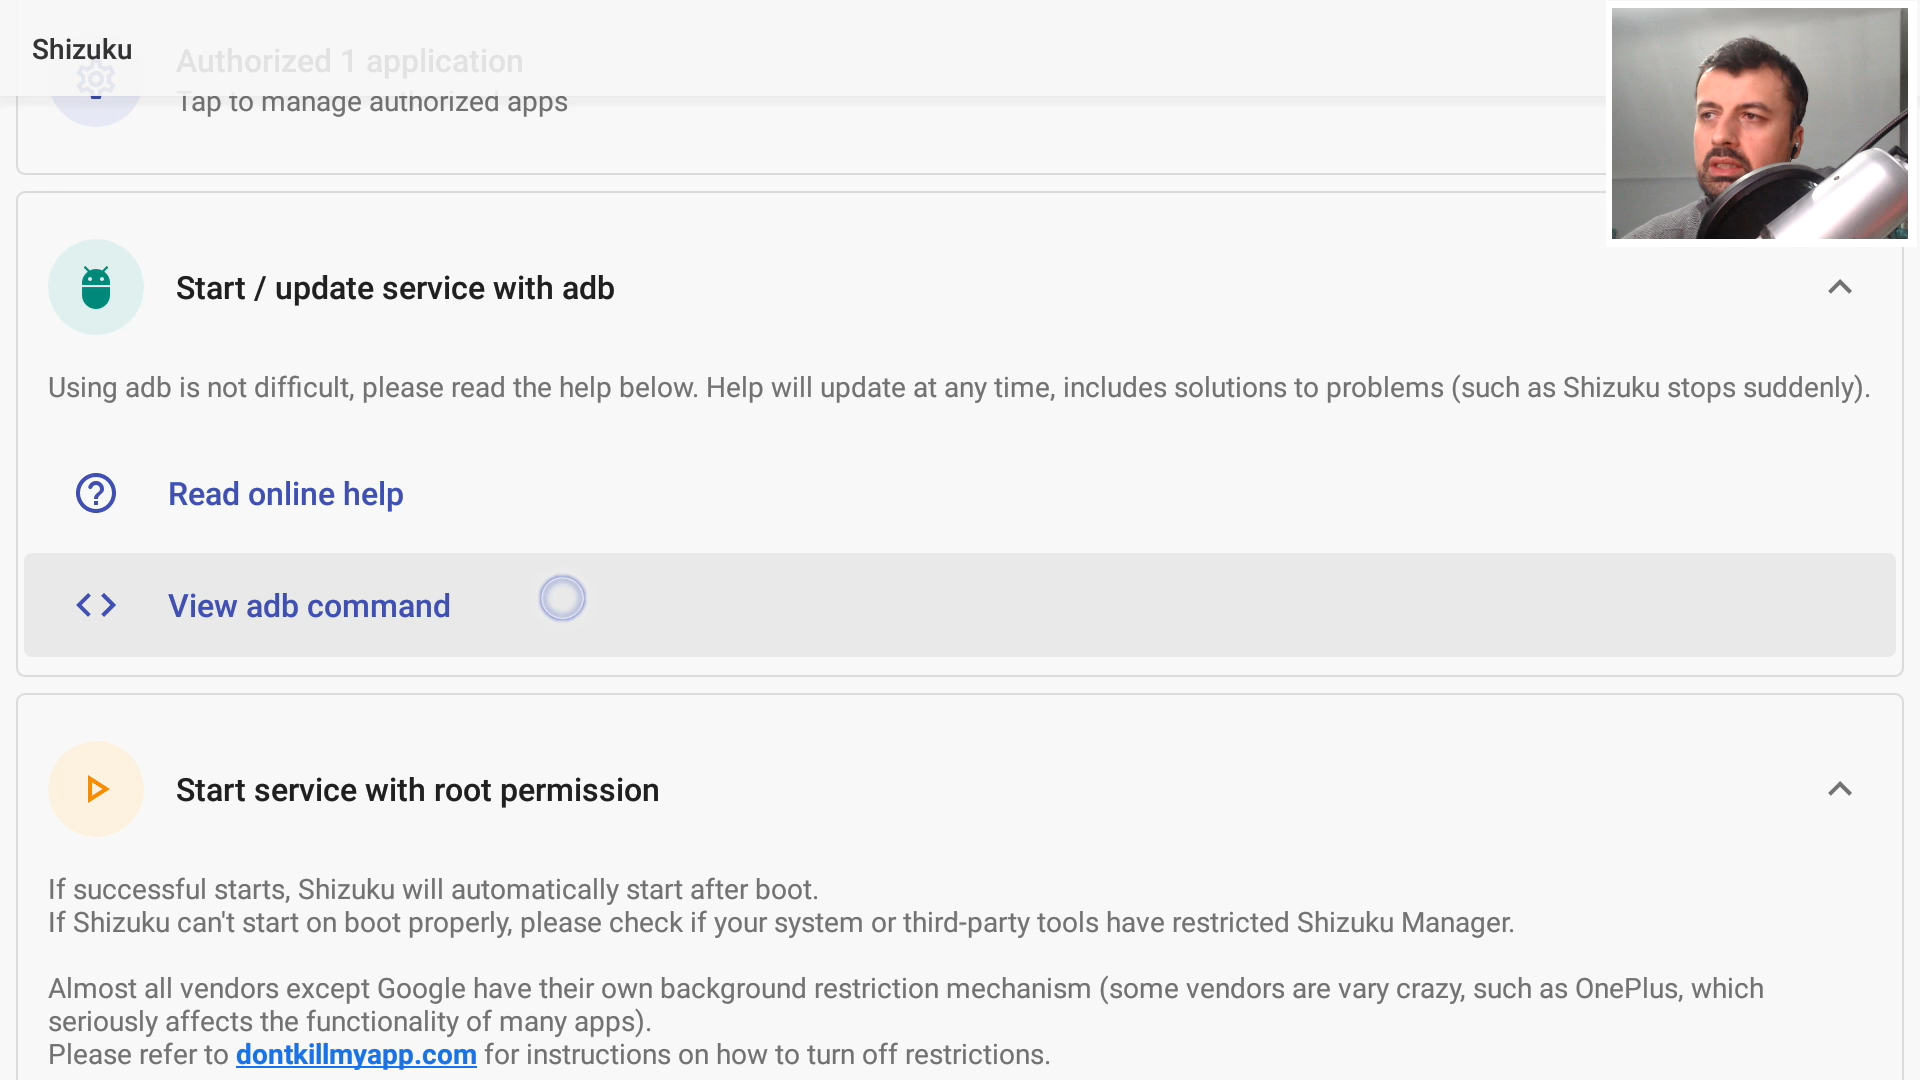 Shizuku
Authorized 1 application
Tap to manage authorized apps
Start / update service with adb
Using adb is not difficult, please read the help below. Help will update at any time, includes solutions to problems (such as Shizuku stops suddenly).
Read online help
View adb command
Start service with root permission
If successful starts, Shizuku will automatically start after boot.
If Shizuku can't start on boot properly, please check if your system or third-party tools have restricted Shizuku Manager.
Almost all vendors except Google have their own background restriction mechanism (some vendors are vary crazy, such as OnePlus, which
seriously affects the functionality of many apps).
Please refer to dontkillmyapp.com for instructions on how to turn off restrictions.